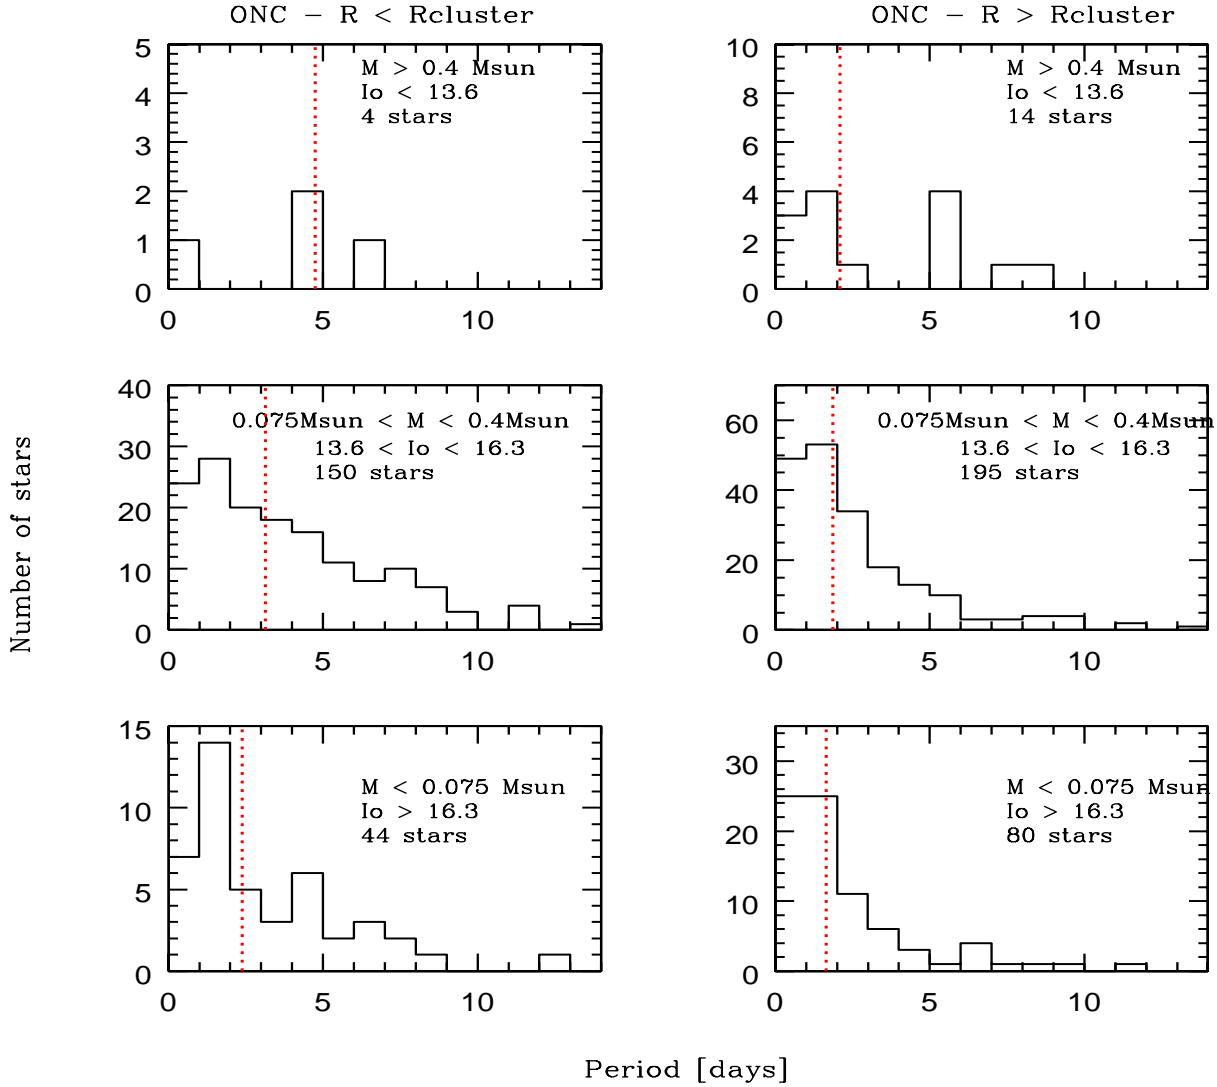 ONC − R < Rcluster
ONC − R > Rcluster
5
4
3
2
1
0
M > 0.4 Msun
Io < 13.6
4 stars
0 5 10
10
8
6
4
2
0
M > 0.4 Msun
Io < 13.6
14 stars
0 5 10
Number of stars
40
30
20
10
0
0.075Msun < M < 0.4Msun
13.6 < Io < 16.3
150 stars
0 5 10
60
40
20
0
0.075Msun < M < 0.4Msun
13.6 < Io < 16.3
195 stars
0 5 10
15
10
5
0
M < 0.075 Msun
Io > 16.3
44 stars
0 5 10
30
20
10
0
M < 0.075 Msun
Io > 16.3
80 stars
0 5 10
Period [days]